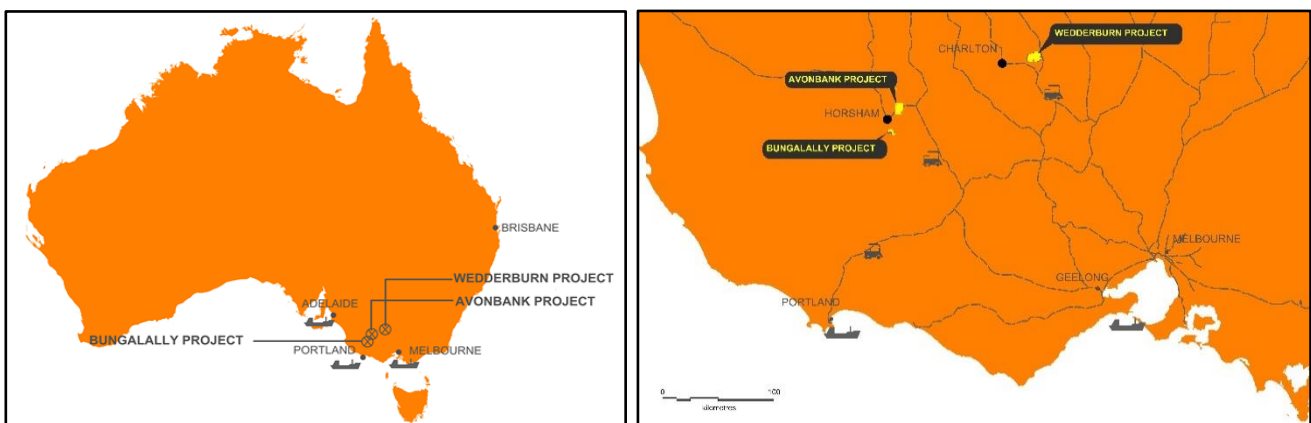 BRISBANE
WEDDERBURN PROJECT
ADELAIDE
AVONBANK PROJECT
BUNGALALLY PROJECT
PORTLAND
MELBOURNE
WEDDERBURN PROJECT
CHARLTON
AVONBANK PROJECT
HORSHAM
BUNGALALLY PROJECT
MELBOURNE
GEELONG
PORTLAND
0 100
kilometres